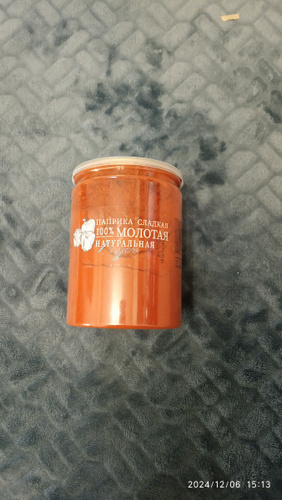 ПАПРИКА СЛАДКАЯ
100% МОЛОТАЯ
НАТУРАЛЬНАЯ
2024/12/06 15:13